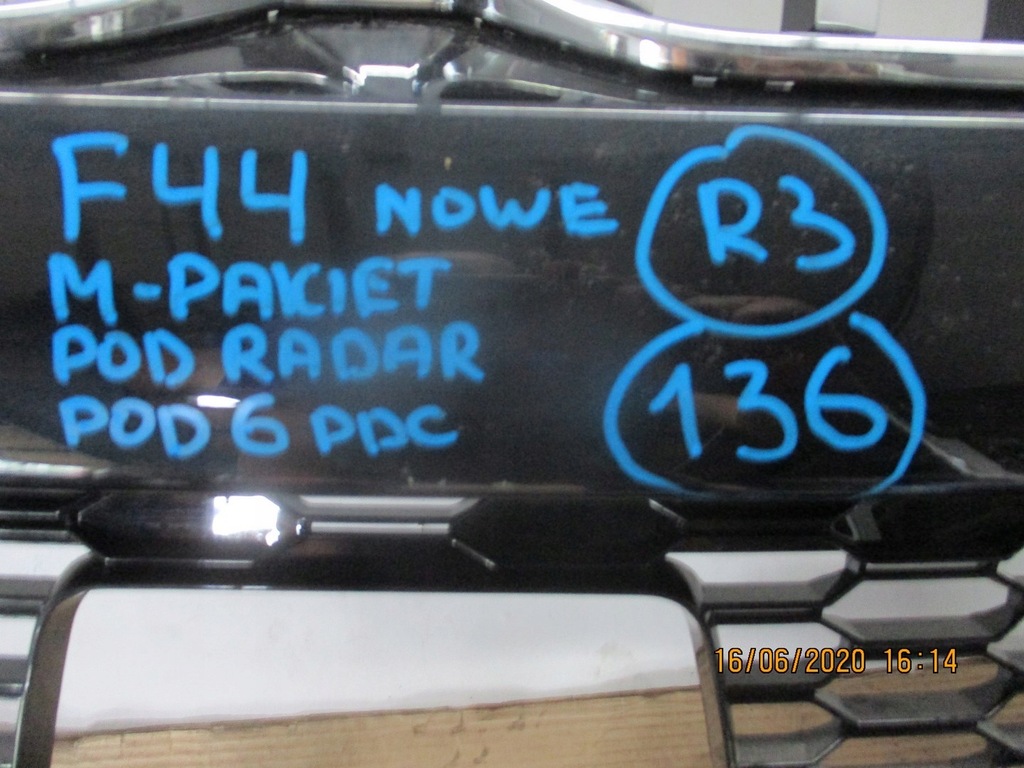 F44 NOWE
M-PAKIET
POD RADAR
POD 6 PDC
R3
136
16/06/2020 16:14